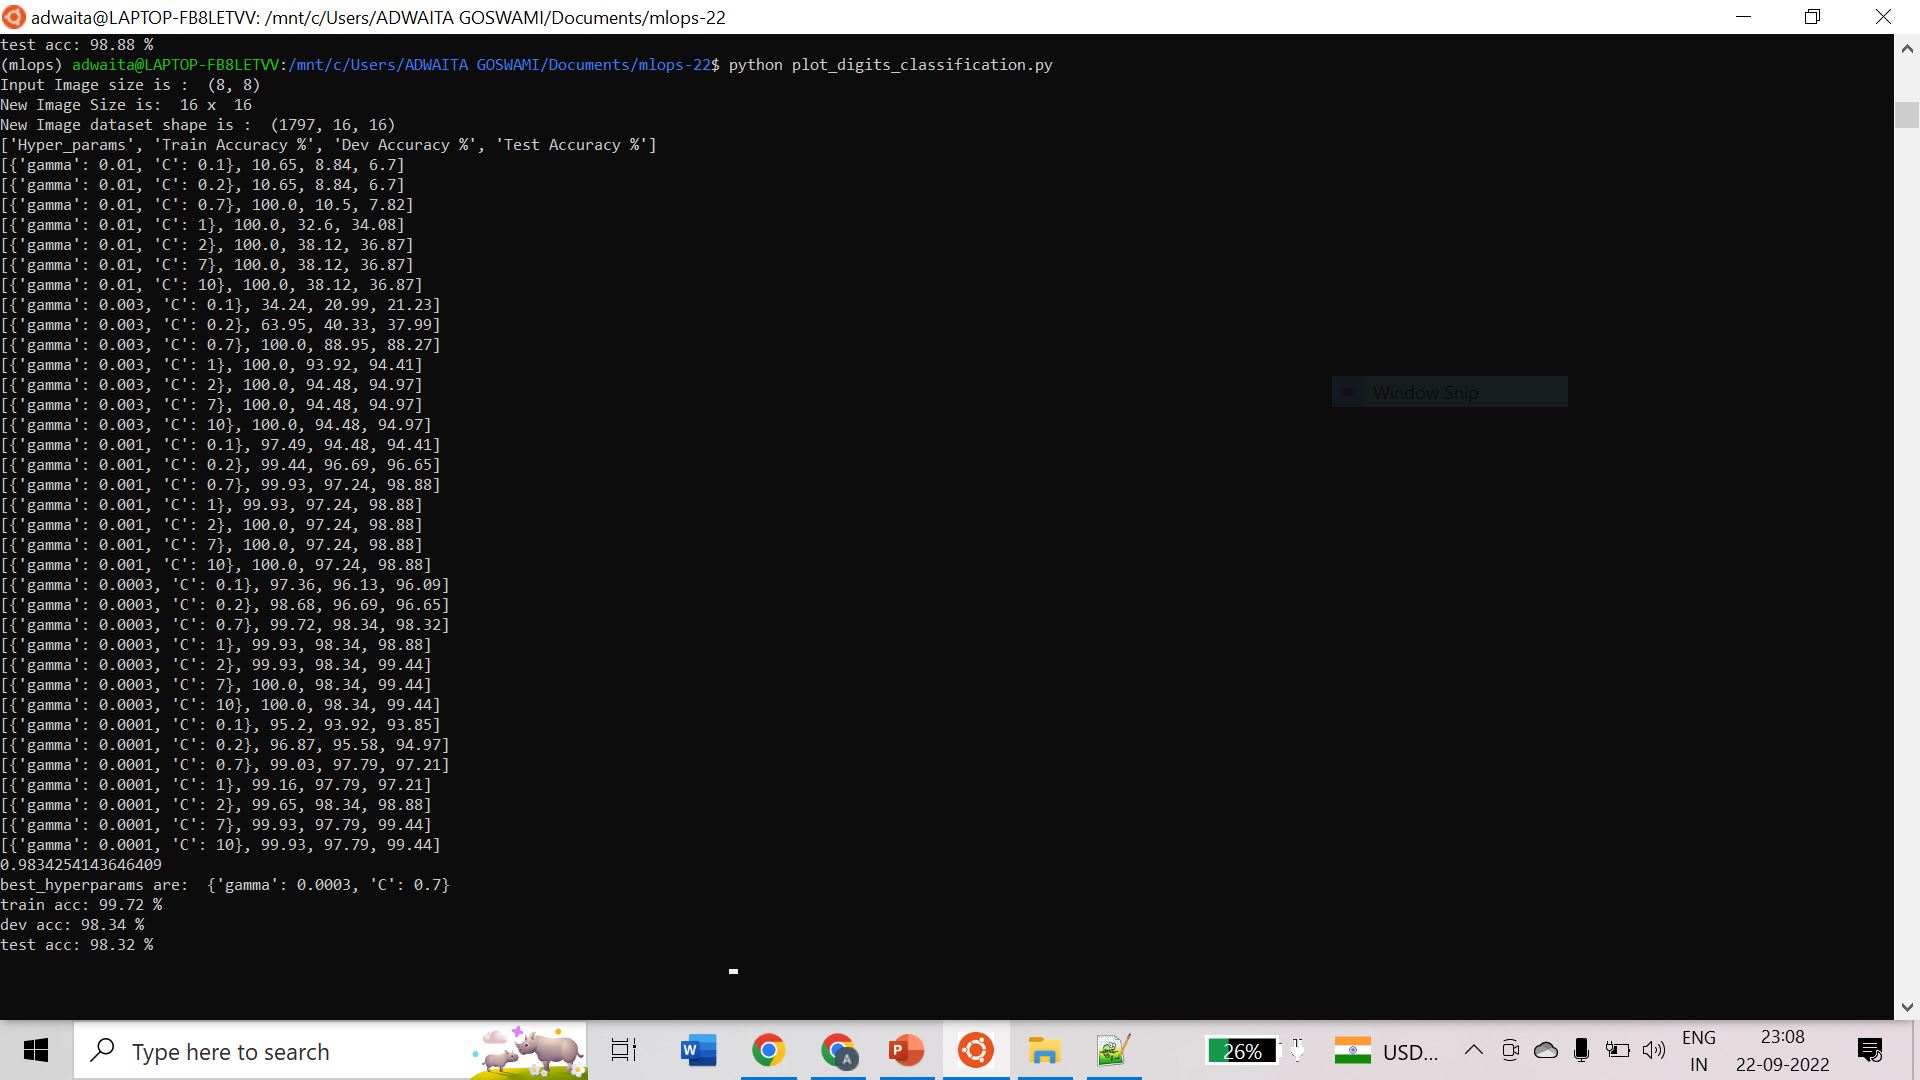 adwaita@LAPTOP-FB8LETVV: /mnt/c/Users/ADWAITA GOSWAMI/Documents/mlops-22
test acc: 98.88 %
(mlops) adwaita@LAPTOP-FB8LETVV:/mnt/c/Users/ADWAITA GOSWAMI/Documents/mlops-22$ python plot_digits_classification.py
Input Image size is :  (8, 8)
New Image Size is:  16 x  16
New Image dataset shape is :  (1797, 16, 16)
['Hyper_params', 'Train Accuracy %', 'Dev Accuracy %', 'Test Accuracy %']
[{'gamma': 0.01, 'C': 0.1}, 10.65, 8.84, 6.7]
[{'gamma': 0.01, 'C': 0.2}, 10.65, 8.84, 6.7]
[{'gamma': 0.01, 'C': 0.7}, 100.0, 10.5, 7.82]
[{'gamma': 0.01, 'C': 1}, 100.0, 32.6, 34.08]
[{'gamma': 0.01, 'C': 2}, 100.0, 38.12, 36.87]
[{'gamma': 0.01, 'C': 7}, 100.0, 38.12, 36.87]
[{'gamma': 0.01, 'C': 10}, 100.0, 38.12, 36.87]
[{'gamma': 0.003, 'C': 0.1}, 34.24, 20.99, 21.23]
[{'gamma': 0.003, 'C': 0.2}, 63.95, 40.33, 37.99]
[{'gamma': 0.003, 'C': 0.7}, 100.0, 88.95, 88.27]
[{'gamma': 0.003, 'C': 1}, 100.0, 93.92, 94.41]
[{'gamma': 0.003, 'C': 2}, 100.0, 94.48, 94.97]
[{'gamma': 0.003, 'C': 7}, 100.0, 94.48, 94.97]
[{'gamma': 0.003, 'C': 10}, 100.0, 94.48, 94.97]
[{'gamma': 0.001, 'C': 0.1}, 97.49, 94.48, 94.41]
[{'gamma': 0.001, 'C': 0.2}, 99.44, 96.69, 96.65]
[{'gamma': 0.001, 'C': 0.7}, 99.93, 97.24, 98.88]
[{'gamma': 0.001, 'C': 1}, 99.93, 97.24, 98.88]
[{'gamma': 0.001, 'C': 2}, 100.0, 97.24, 98.88]
[{'gamma': 0.001, 'C': 7}, 100.0, 97.24, 98.88]
[{'gamma': 0.001, 'C': 10}, 100.0, 97.24, 98.88]
[{'gamma': 0.0003, 'C': 0.1}, 97.36, 96.13, 96.09]
[{'gamma': 0.0003, 'C': 0.2}, 98.68, 96.69, 96.65]
[{'gamma': 0.0003, 'C': 0.7}, 99.72, 98.34, 98.32]
[{'gamma': 0.0003, 'C': 1}, 99.93, 98.34, 98.88]
[{'gamma': 0.0003, 'C': 2}, 99.93, 98.34, 99.44]
[{'gamma': 0.0003, 'C': 7}, 100.0, 98.34, 99.44]
[{'gamma': 0.0003, 'C': 10}, 100.0, 98.34, 99.44]
[{'gamma': 0.0001, 'C': 0.1}, 95.2, 93.92, 93.85]
[{'gamma': 0.0001, 'C': 0.2}, 96.87, 95.58, 94.97]
[{'gamma': 0.0001, 'C': 0.7}, 99.03, 97.79, 97.21]
[{'gamma': 0.0001, 'C': 1}, 99.16, 97.79, 97.21]
[{'gamma': 0.0001, 'C': 2}, 99.65, 98.34, 98.88]
[{'gamma': 0.0001, 'C': 7}, 99.93, 97.79, 99.44]
[{'gamma': 0.0001, 'C': 10}, 99.93, 97.79, 99.44]
0.9834254143646409
best_hyperparams are:  {'gamma': 0.0003, 'C': 0.7}
train acc: 99.72 %
dev acc: 98.34 %
test acc: 98.32 %
Window Snip
Type here to search
W
A
P
26%
USD...
ENG
IN
23:08
22-09-2022